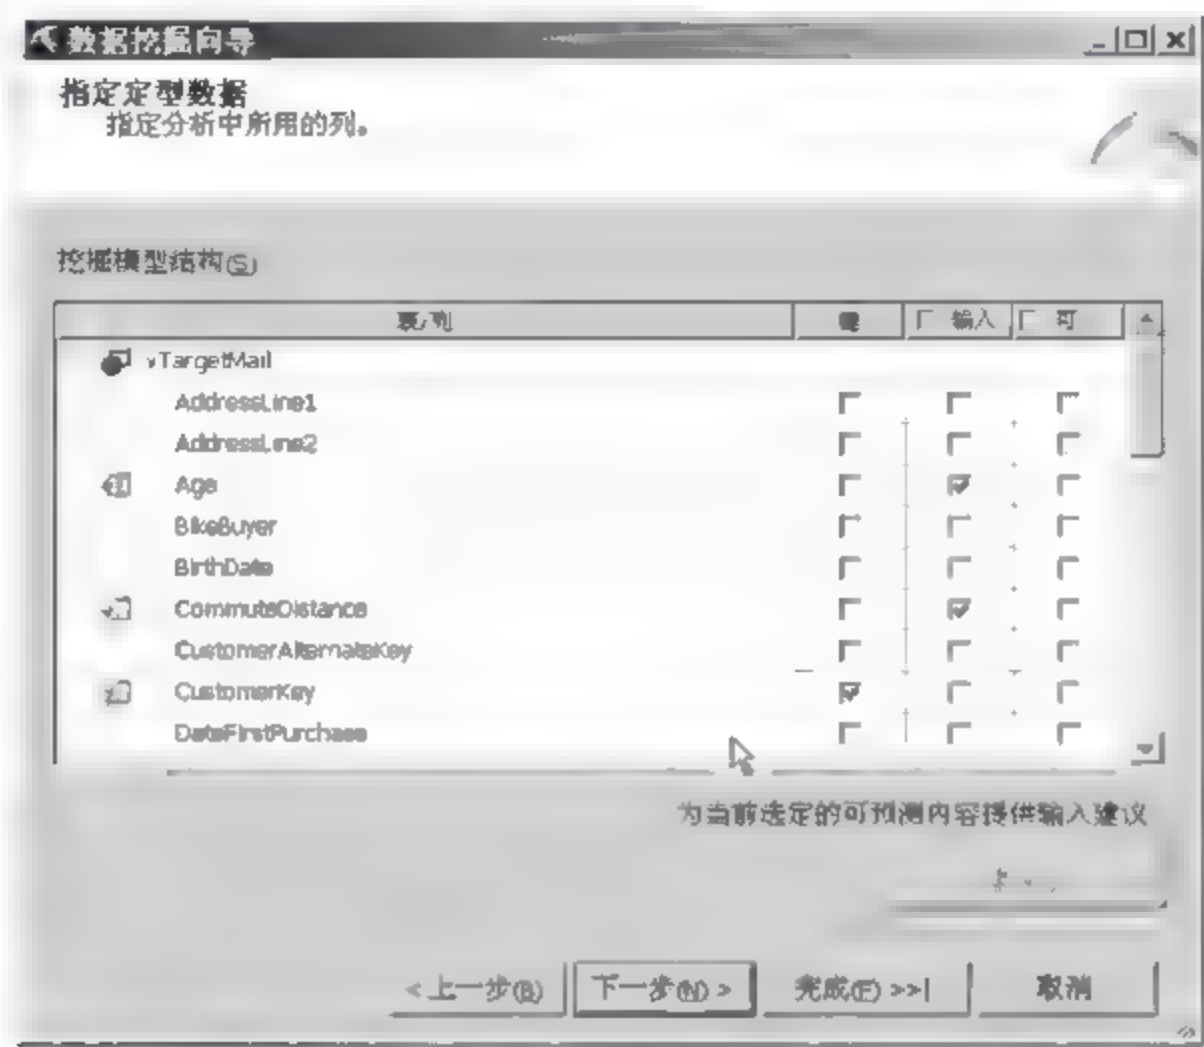 数据挖掘向导
指定定型数据
指定分析中所用的列。
挖掘模型结构(S)
表/列 键 输入 可
vTargetMail
AddressLine1
AddressLine2
Age
BikeBuyer
BirthDate
CommuteDistance
CustomerAlternateKey
CustomerKey
DateFirstPurchase
为当前选定的可预测内容提供输入建议
<上一步(B) 下一步(N)> 完成(F)>>| 取消